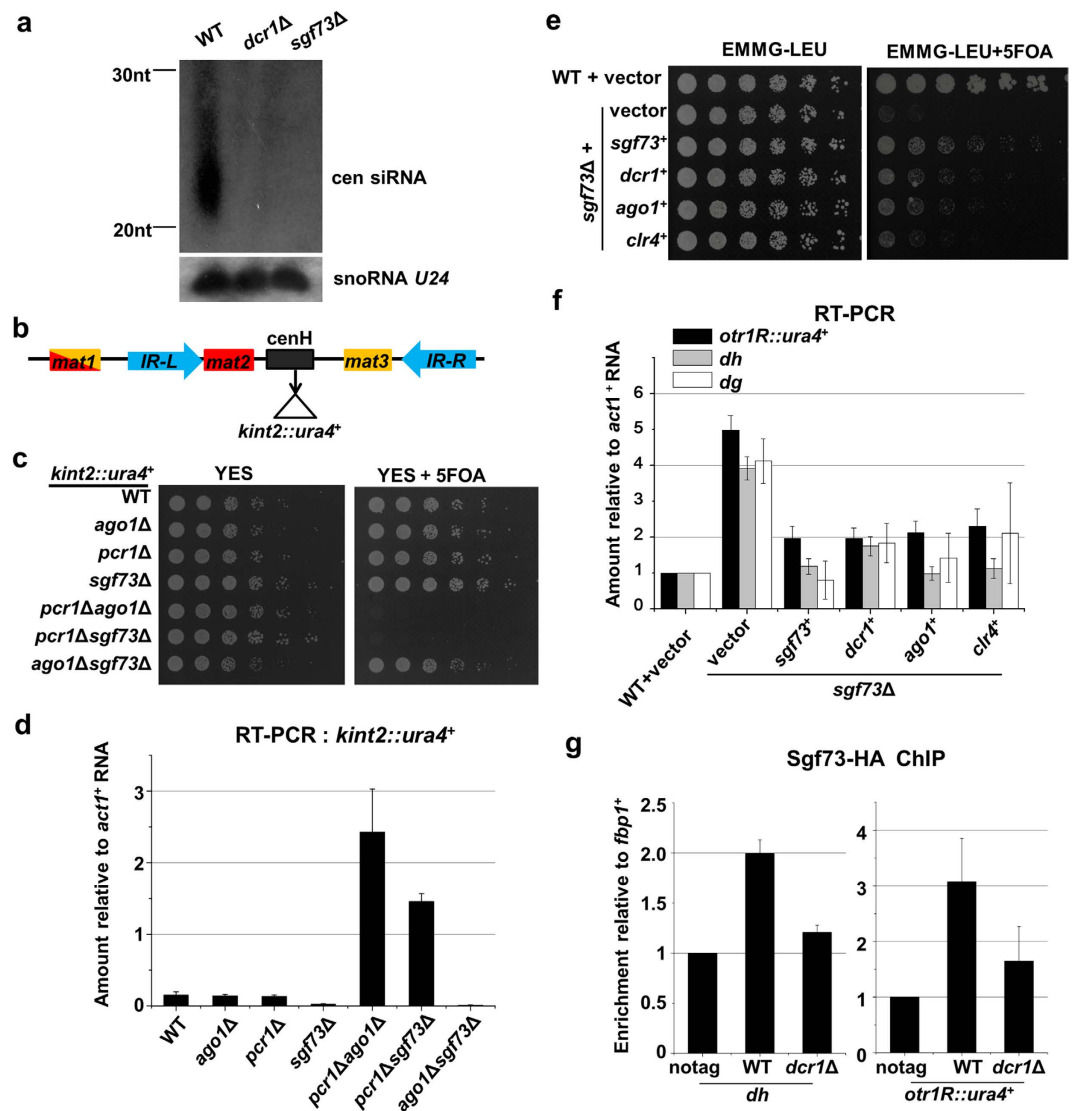 a
WT dcr1Δ sgf73Δ
30nt
cen siRNA
20nt
snoRNA U24
b
cenH
mat1 IR-L mat2 mat3 IR-R
kint2::ura4+
c
kint2::ura4+ YES YES + 5FOA
WT
ago1Δ
pcr1Δ
sgf73Δ
pcr1Δago1Δ
pcr1Δsgf73Δ
ago1Δsgf73Δ
d
RT-PCR : kint2::ura4+
Amount relative to act1+ RNA
3
2
1
0
WT ago1Δ pcr1Δ sgf73Δ pcr1Δago1Δ pcr1Δsgf73Δ ago1Δsgf73Δ
e
EMMG-LEU EMMG-LEU+5FOA
WT + vector
vector
sgf73+
dcr1+
ago1+
clr4+
sgf73Δ +
f
RT-PCR
otr1R::ura4+
dh
dg
Amount relative to act1+ RNA
6
5
4
3
2
1
0
WT+vector vector sgf73+ dcr1+ ago1+ clr4+
sgf73Δ
g
Sgf73-HA ChIP
Enrichment relative to fbp1+
2.5
2.0
1.5
1
0.5
0
notag WT dcr1Δ
dh
4
3
2
1
0
notag WT dcr1Δ
otr1R::ura4+